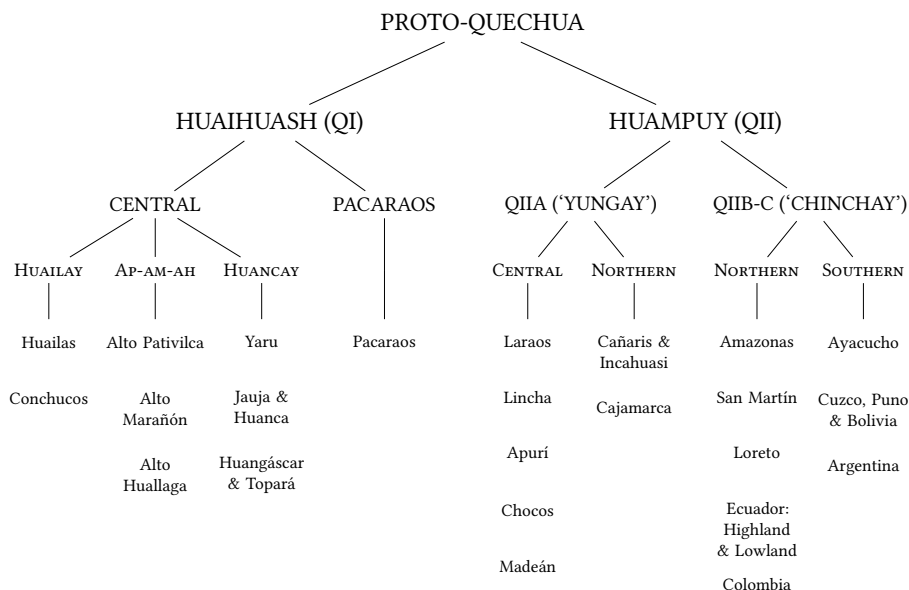 PROTO-QUECHUA
HUAIHUASH (QI)
HUAMPUY (QII)
CENTRAL
PACARAOS
QIIA (‘YUNGAY’)
QIIB-C (‘CHINCHAY’)
Huailay
Ap-am-ah
Huancay
Central
Northern
Northern
Southern
Huailas
Conchucos
Alto Pativilca
Alto
Marañón
Alto
Huallaga
Yaru
Jauja &
Huanca
Huangáscar
& Topará
Pacaraos
Laraos
Lincha
Apurí
Chocos
Madeán
Cañaris &
Incahuasi
Cajamarca
Amazonas
San Martín
Loreto
Ecuador:
Highland
& Lowland
Colombia
Ayacucho
Cuzco, Puno
& Bolivia
Argentina